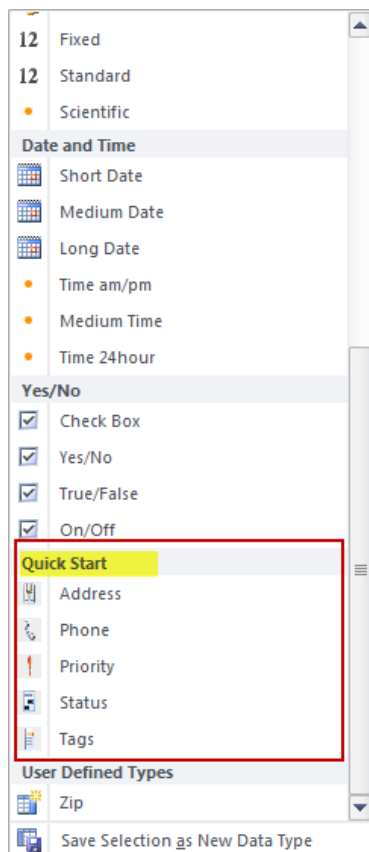 12 Fixed
12 Standard
Scientific
Date and Time
Short Date
Medium Date
Long Date
Time am/pm
Medium Time
Time 24hour
Yes/No
Check Box
Yes/No
True/False
On/Off
Quick Start
Address
Phone
Priority
Status
Tags
User Defined Types
Zip
Save Selection as New Data Type